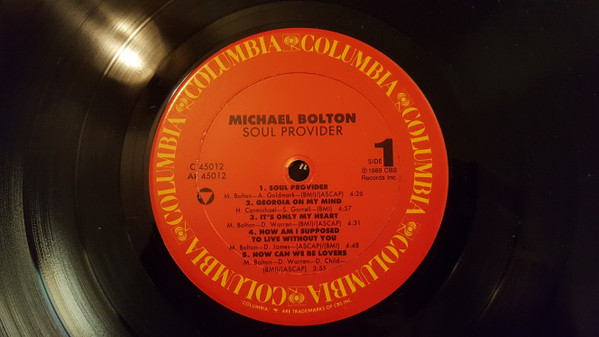 COLUMBIA COLUMBIA COLUMBIA COLUMBIA COLUMBIA COLUMBIA
MICHAEL BOLTON
SOUL PROVIDER
C 45012
AL 45012
SIDE 1
℗ 1989 CBS
Records Inc.
1. SOUL PROVIDER
M. Bolton—A. Goldmark—(BMI)/(ASCAP) 4:26
2. GEORGIA ON MY MIND
H. Carmichael—S. Gorrell—(BMI) 4:57
3. IT'S ONLY MY HEART
M. Bolton—D. Warren—(BMI)/(ASCAP) 4:31
4. HOW AM I SUPPOSED
TO LIVE WITHOUT YOU
M. Bolton—D. James—(ASCAP)/(BMI) 4:48
5. HOW CAN WE BE LOVERS
M. Bolton—D. Warren—D. Child—
(BMI)/(ASCAP) 3:55
"COLUMBIA," ARE TRADEMARKS OF CBS INC.